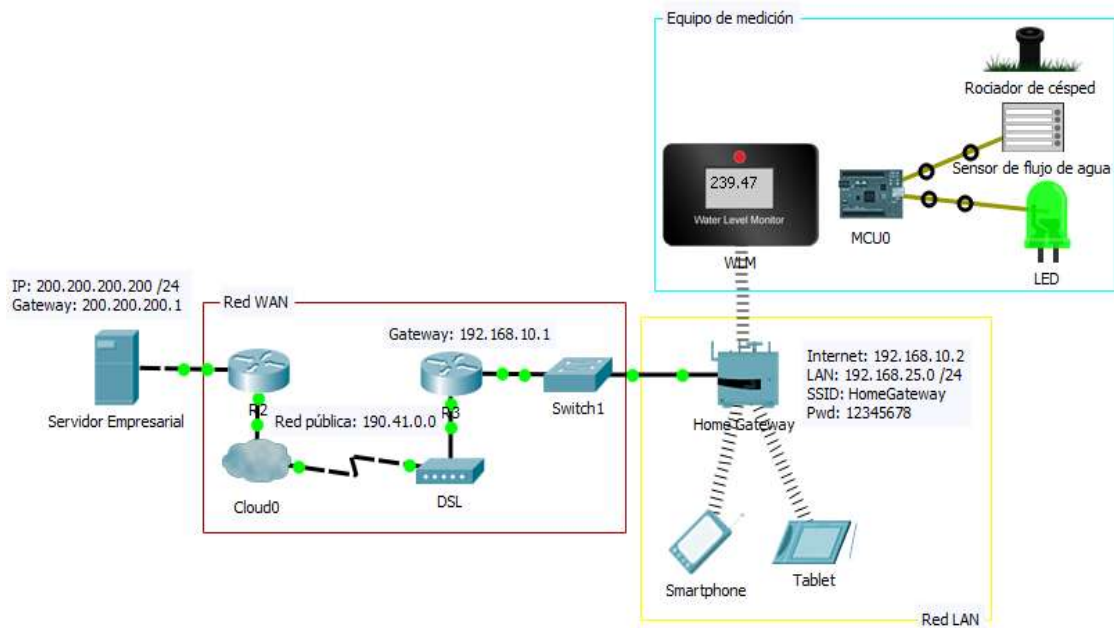 Equipo de medición
Rociador de césped
239.47
Water Level Monitor
Sensor de flujo de agua
MCU0
WLM
LED
IP: 200.200.200.200 /24
Gateway: 200.200.200.1
Red WAN
Gateway: 192.168.10.1
Internet: 192.168.10.2
LAN: 192.168.25.0 /24
SSID: HomeGateway
Pwd: 12345678
Servidor Empresarial
R2
Red pública: 190.41.0.0
R3
Switch1
Home Gateway
Cloud0
DSL
Smartphone
Tablet
Red LAN